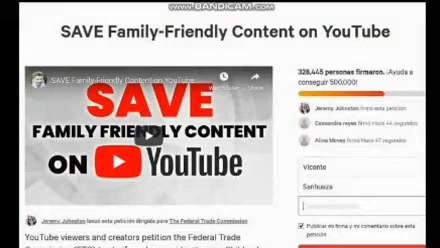 www.BANDICAM.com
SAVE Family-Friendly Content on YouTube
SAVE Family-Friendly Content on YouTube
Watch later
Share
SAVE
FAMILY FRIENDLY CONTENT
ON YouTube
328,445 personas firmaron. ¡Ayuda a
conseguir 500,000!
Jeremy Johnston firmó esta petición
Cassandra reyes firmó Hace 44 segundos
Alice Movey firmó Hace 47 segundos
Vicente
Sanhueza
Publicar mi firma y mi comentario sobre esta
petición
Jeremy Johnston lanzó esta petición dirigida para The Federal Trade Commission
YouTube viewers and creators petition the Federal Trade